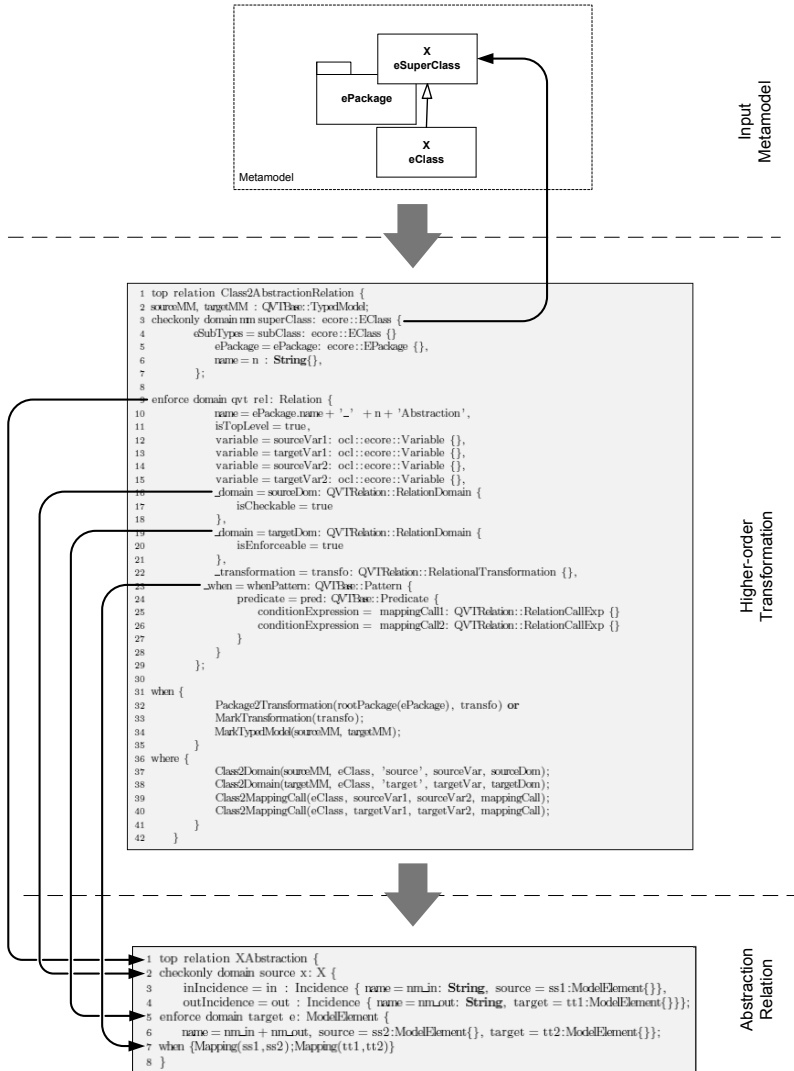 X
eSuperClass
ePackage
X
eClass
Metamodel
Input
Metamodel
1 top relation Class2AbstractionRelation {
2 sourceMM, targetMM : QVTBase::TypedModel;
3 checkonly domain mm superClass: ecore::EClass {
4 eSubTypes = subClass: ecore::EClass {}
5 ePackage = ePackage: ecore::EPackage {},
6 name = n : String{},
7 };
8
9 enforce domain qvt rel: Relation {
10 name = ePackage.name + '_' + n + 'Abstraction',
11 isTopLevel = true,
12 variable = sourceVar1: ocl::ecore::Variable {},
13 variable = targetVar1: ocl::ecore::Variable {},
14 variable = sourceVar2: ocl::ecore::Variable {},
15 variable = targetVar2: ocl::ecore::Variable {},
16 _domain = sourceDom: QVTRelation::RelationDomain {
17 isCheckable = true
18 },
19 _domain = targetDom: QVTRelation::RelationDomain {
20 isEnforceable = true
21 },
22 _transformation = transfo: QVTRelation::RelationalTransformation {},
23 _when = whenPattern: QVTBase::Pattern {
24 predicate = pred: QVTBase::Predicate {
25 conditionExpression = mappingCall1: QVTRelation::RelationCallExp {}
26 conditionExpression = mappingCall2: QVTRelation::RelationCallExp {}
27 }
28 }
29 };
30
31 when {
32 Package2Transformation(rootPackage(ePackage), transfo) or
33 MarkTransformation(transfo);
34 MarkTypedModel(sourceMM, targetMM);
35 }
36 where {
37 Class2Domain(sourceMM, eClass, 'source', sourceVar, sourceDom);
38 Class2Domain(targetMM, eClass, 'target', targetVar, targetDom);
39 Class2MappingCall(eClass, sourceVar1, sourceVar2, mappingCall);
40 Class2MappingCall(eClass, targetVar1, targetVar2, mappingCall);
41 }
42 }
Higher-order
Transformation
1 top relation XAbstraction {
2 checkonly domain source x: X {
3 inIncidence = in : Incidence { name = nm_in: String, source = ss1:ModelElement{}},
4 outIncidence = out : Incidence { name = nm_out: String, target = tt1:ModelElement{}}};
5 enforce domain target e: ModelElement {
6 name = nm_in + nm_out, source = ss2:ModelElement{}, target = tt2:ModelElement{}};
7 when {Mapping(ss1,ss2);Mapping(tt1,tt2)}
8 }
Abstraction
Relation